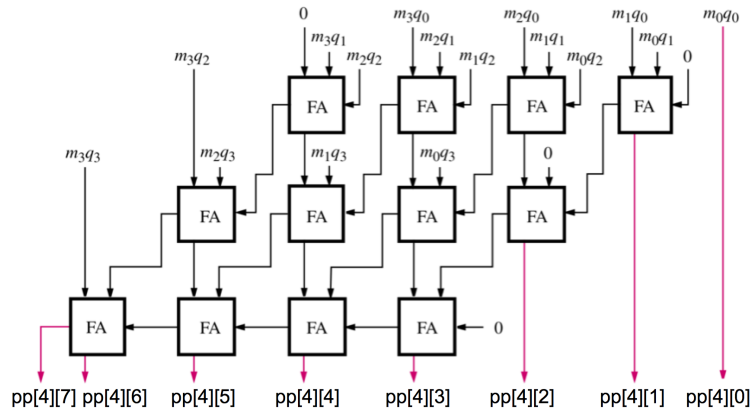 0 m₃q₀ m₂q₀ m₁q₀ m₀q₀
m₃q₁ m₂q₁ m₁q₁ m₀q₁
m₃q₂ m₂q₂ m₁q₂ m₀q₂ 0
FA FA FA FA
m₃q₃ m₂q₃ m₁q₃ m₀q₃ 0
FA FA FA FA
FA FA FA FA 0
pp[4][7] pp[4][6] pp[4][5] pp[4][4] pp[4][3] pp[4][2] pp[4][1] pp[4][0]